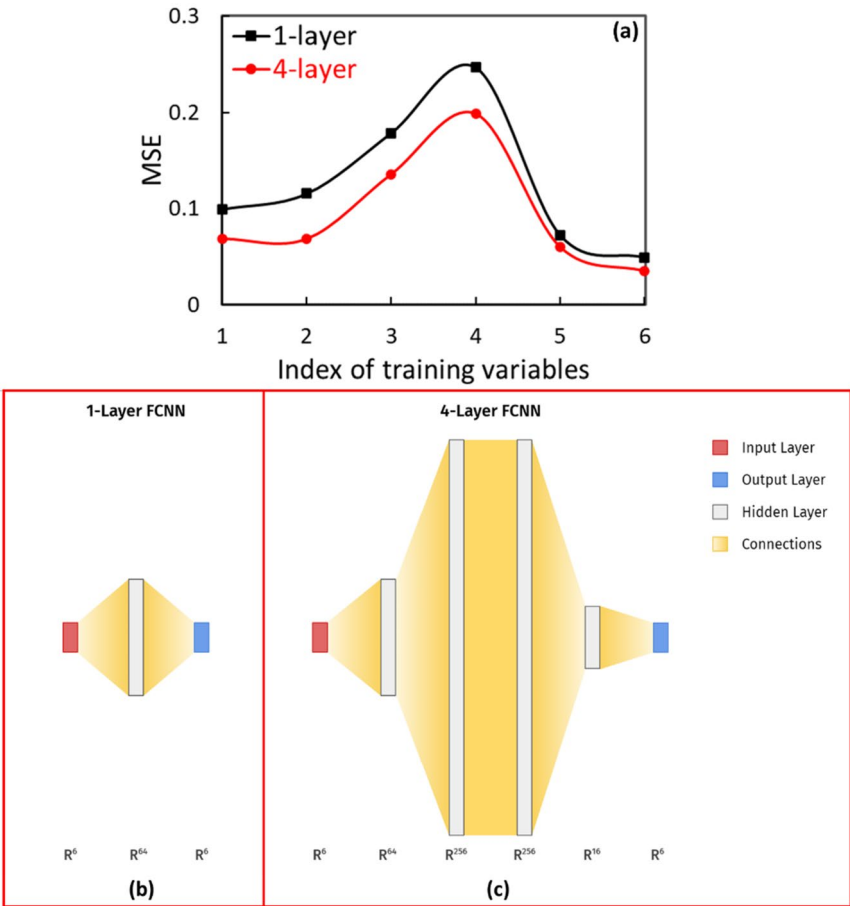 0.3
1-layer
(a)
4-layer
0.2
MSE
0.1
0
1 2 3 4 5 6
Index of training variables
1-Layer FCNN
4-Layer FCNN
Input Layer
Output Layer
Hidden Layer
Connections
R⁶ R⁶⁴ R⁶
R⁶ R⁶⁴ R²⁵⁶ R²⁵⁶ R¹⁶ R⁶
(b)
(c)